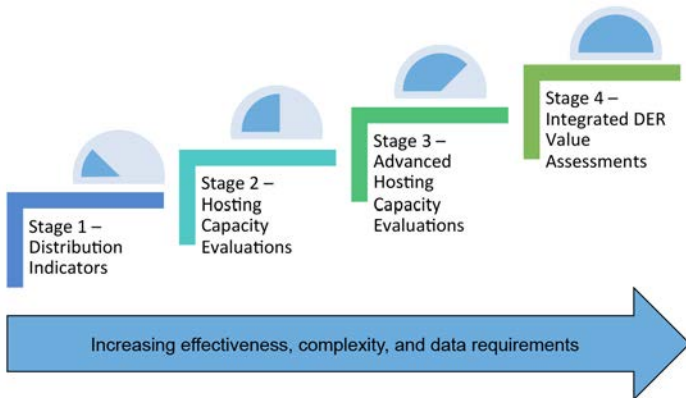 Stage 1 –
Distribution
Indicators
Stage 2 –
Hosting
Capacity
Evaluations
Stage 3 –
Advanced
Hosting
Capacity
Evaluations
Stage 4 –
Integrated DER
Value
Assessments
Increasing effectiveness, complexity, and data requirements